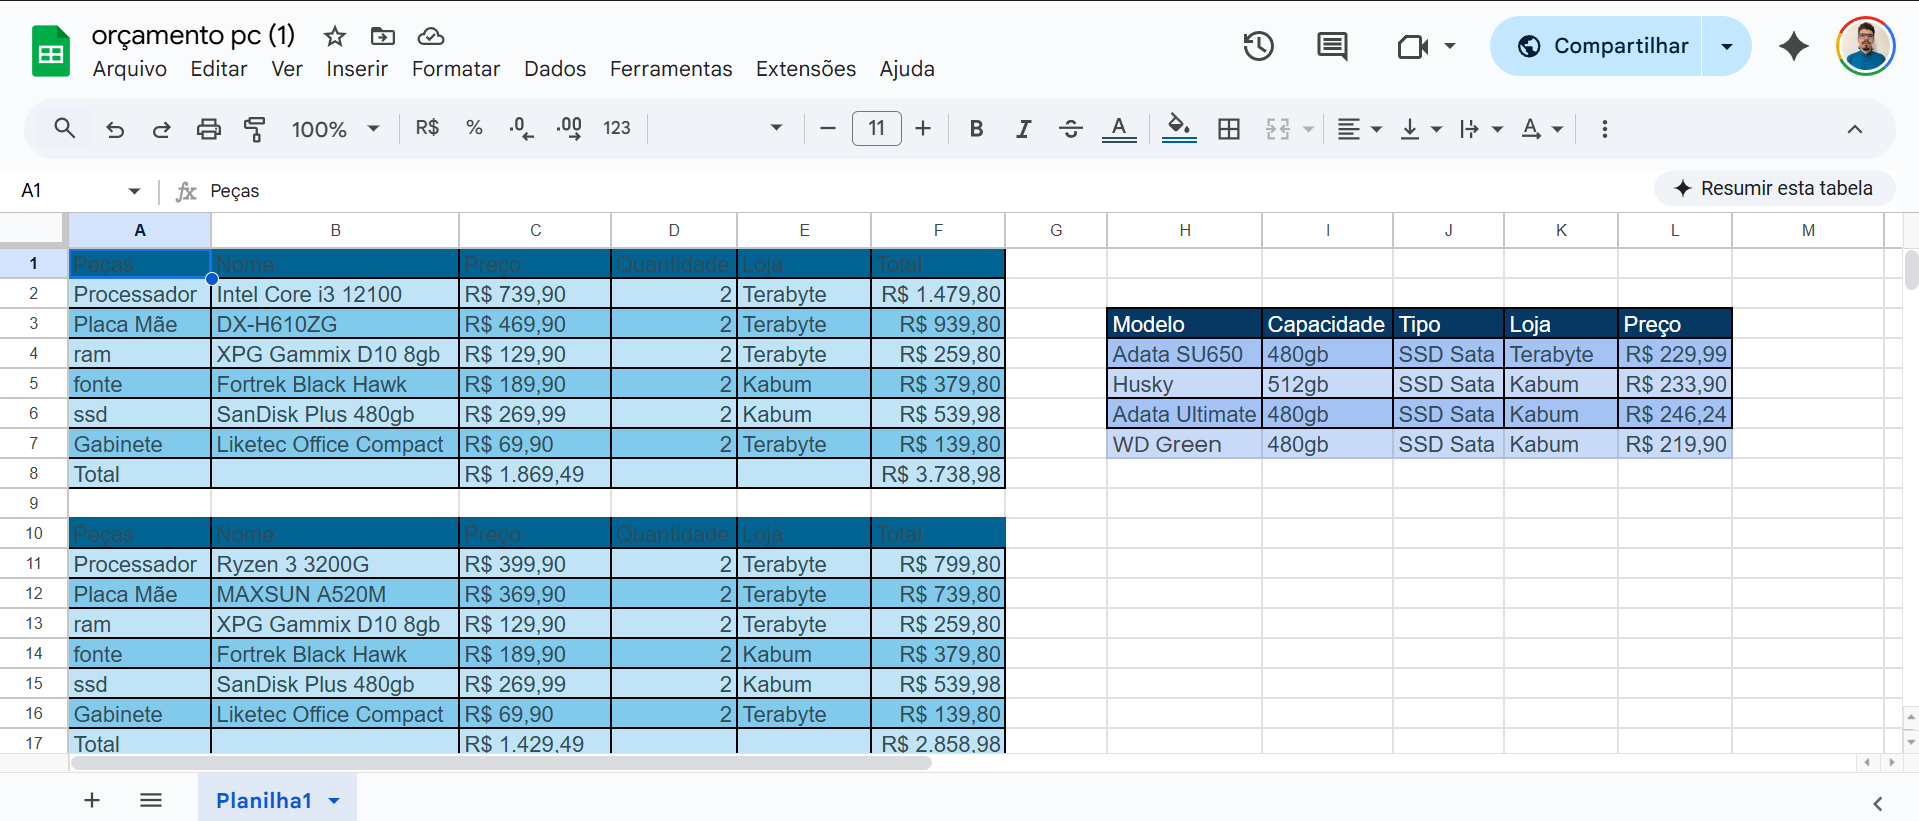 orçamento pc (1)
Arquivo Editar Ver Inserir Formatar Dados Ferramentas Extensões Ajuda
Compartilhar
100% R$ % .0 .00 123 11 B I S A A
A1 fx Peças
Resumir esta tabela
A B C D E F G H I J K L M
1 Peças Nome Preço Quantidade Loja Total
2 Processador Intel Core i3 12100 R$ 739,90 2 Terabyte R$ 1.479,80
3 Placa Mãe DX-H610ZG R$ 469,90 2 Terabyte R$ 939,80 Modelo Capacidade Tipo Loja Preço
4 ram XPG Gammix D10 8gb R$ 129,90 2 Terabyte R$ 259,80 Adata SU650 480gb SSD Sata Terabyte R$ 229,99
5 fonte Fortrek Black Hawk R$ 189,90 2 Kabum R$ 379,80 Husky 512gb SSD Sata Kabum R$ 233,90
6 ssd SanDisk Plus 480gb R$ 269,99 2 Kabum R$ 539,98 Adata Ultimate 480gb SSD Sata Kabum R$ 246,24
7 Gabinete Liketec Office Compact R$ 69,90 2 Terabyte R$ 139,80 WD Green 480gb SSD Sata Kabum R$ 219,90
8 Total R$ 1.869,49 R$ 3.738,98
9
10 Peças Nome Preço Quantidade Loja Total
11 Processador Ryzen 3 3200G R$ 399,90 2 Terabyte R$ 799,80
12 Placa Mãe MAXSUN A520M R$ 369,90 2 Terabyte R$ 739,80
13 ram XPG Gammix D10 8gb R$ 129,90 2 Terabyte R$ 259,80
14 fonte Fortrek Black Hawk R$ 189,90 2 Kabum R$ 379,80
15 ssd SanDisk Plus 480gb R$ 269,99 2 Kabum R$ 539,98
16 Gabinete Liketec Office Compact R$ 69,90 2 Terabyte R$ 139,80
17 Total R$ 1.429,49 R$ 2.858,98
Planilha1